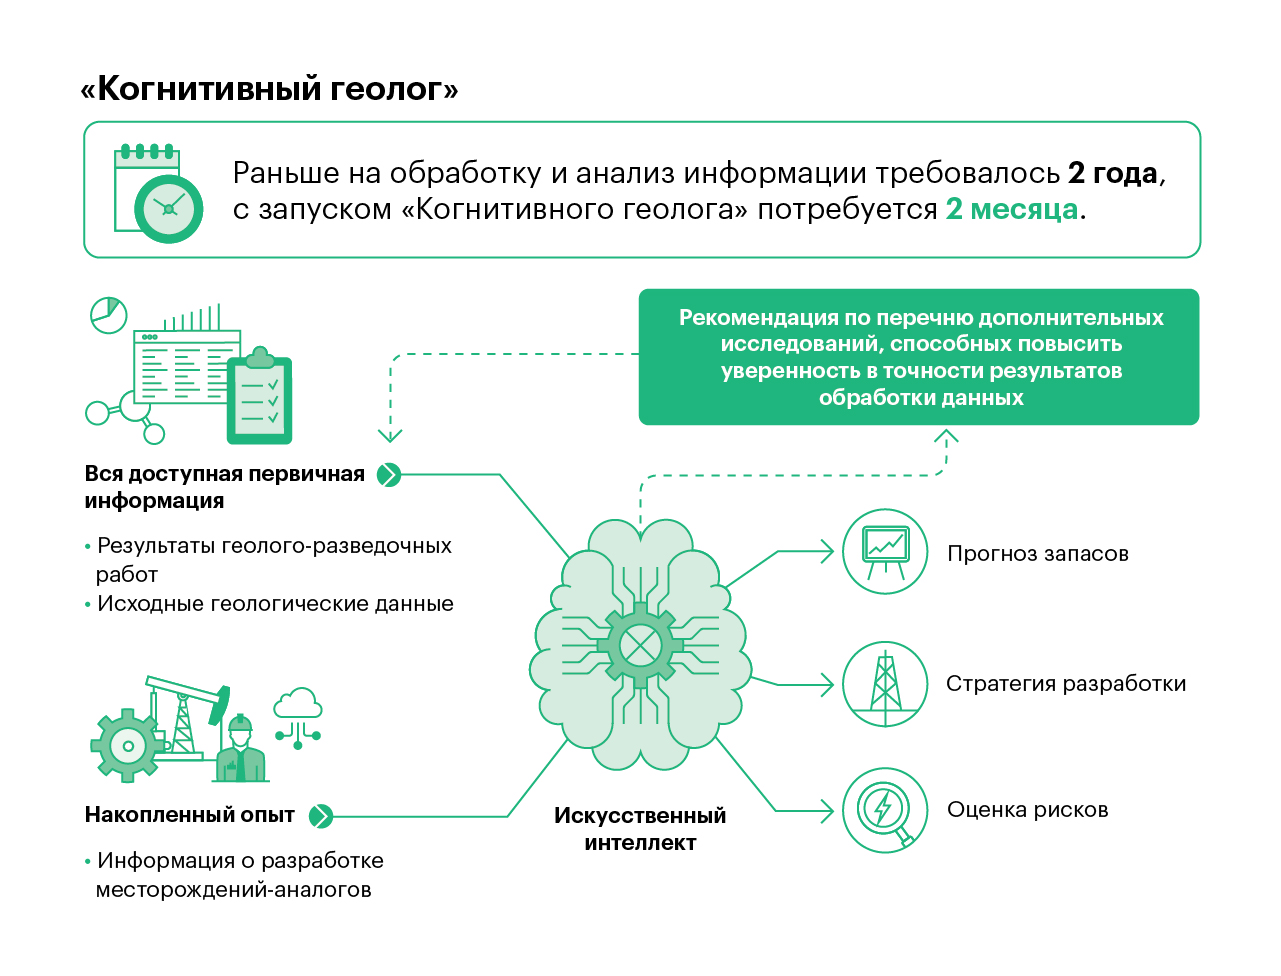 «Когнитивный геолог»
Раньше на обработку и анализ информации требовалось 2 года,
с запуском «Когнитивного геолога» потребуется 2 месяца.
Рекомендация по перечню дополнительных
исследований, способных повысить
уверенность в точности результатов
обработки данных
Вся доступная первичная
информация
• Результаты геолого-разведочных
работ
• Исходные геологические данные
Прогноз запасов
Стратегия разработки
Оценка рисков
Искусственный
интеллект
Накопленный опыт
• Информация о разработке
месторождений-аналогов